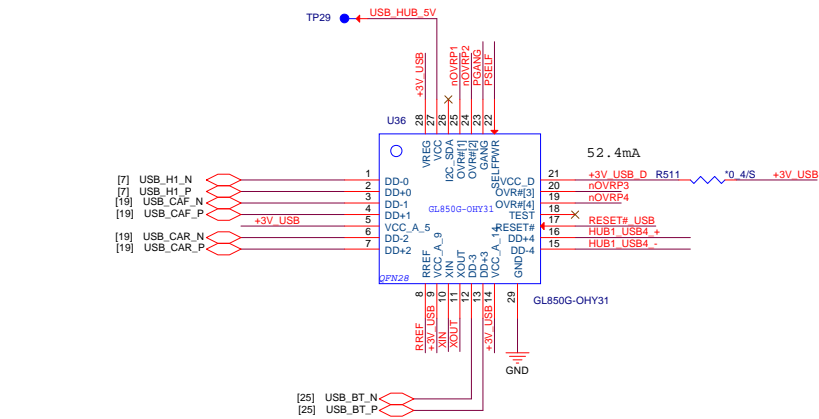 TP29
USB_HUB_5V
+3V_USB
nOVRP1
nOVRP2
PGANG
PSELF
U36
28
27
26
25
24
23
22
VREG
VCC
I2C_SDA
OVR#[1]
OVR#[2]
GANG
SELFPWR
52.4mA
[7] USB_H1_N 1 DD-0
[7] USB_H1_P 2 DD+0
[19] USB_CAF_N 3 DD-1
[19] USB_CAF_P 4 DD+1
+3V_USB 5 VCC_A_5
[19] USB_CAR_N 6 DD-2
[19] USB_CAR_P 7 DD+2
GL850G-OHY31
VCC_D 21 +3V_USB_D R511 *0_4/S +3V_USB
OVR#[3] 20 nOVRP3
OVR#[4] 19 nOVRP4
TEST 18
RESET# 17 RESET#_USB
DD+4 16 HUB1_USB4_+
DD-4 15 HUB1_USB4_-
RREF
VCC_A_9
XIN
XOUT
DD-3
DD+3
VCC_A_14
GND
QFN28
8
9
10
11
12
13
14
29
GL850G-OHY31
RREF
+3V_USB
XIN
XOUT
+3V_USB
GND
[25] USB_BT_N
[25] USB_BT_P